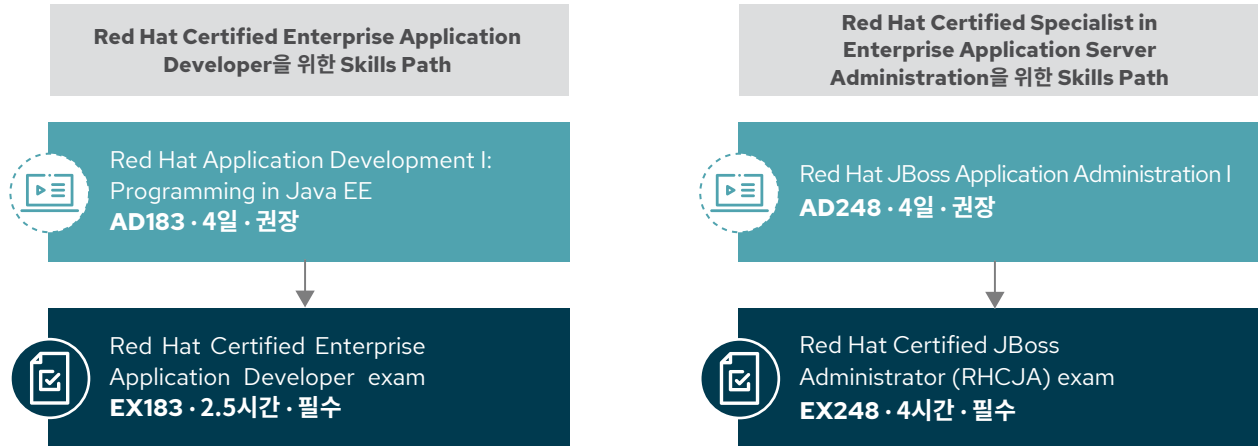 Red Hat Certified Enterprise Application
Developer을 위한 Skills Path
Red Hat Application Development I:
Programming in Java EE
AD183 · 4일 · 권장
Red Hat Certified Enterprise
Application Developer exam
EX183 · 2.5시간 · 필수
Red Hat Certified Specialist in
Enterprise Application Server
Administration을 위한 Skills Path
Red Hat JBoss Application Administration I
AD248 · 4일 · 권장
Red Hat Certified JBoss
Administrator (RHCJA) exam
EX248 · 4시간 · 필수